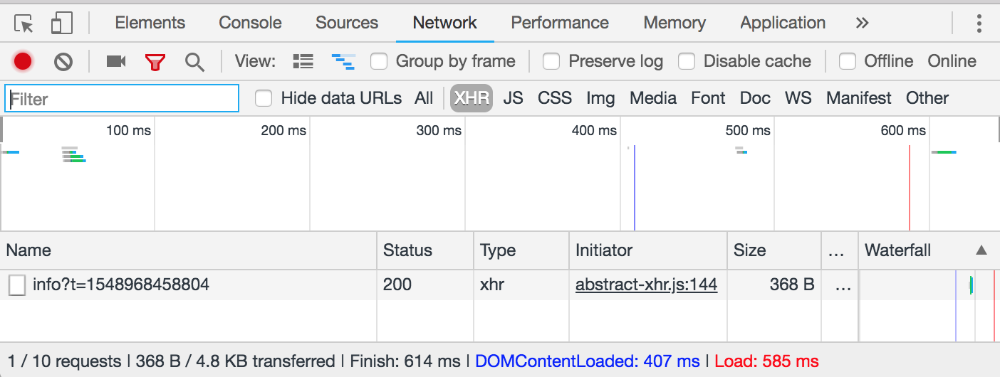 Elements Console Sources Network Performance Memory Application »
View: Group by frame Preserve log Disable cache Offline Online
Filter Hide data URLs All XHR JS CSS Img Media Font Doc WS Manifest Other
100 ms 200 ms 300 ms 400 ms 500 ms 600 ms
Name Status Type Initiator Size ... Waterfall ▲
info?t=1548968458804 200 xhr abstract-xhr.js:144 368 B ...
1 / 10 requests | 368 B / 4.8 KB transferred | Finish: 614 ms | DOMContentLoaded: 407 ms | Load: 585 ms